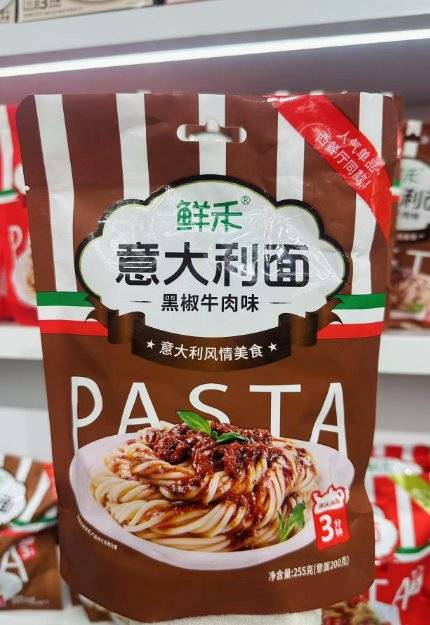 人气单品
西餐厅同款!
鲜禾®
意大利面
黑椒牛肉味
★ 意大利风情美食 ★
PASTA
3分钟
净含量:255克(意面200克)